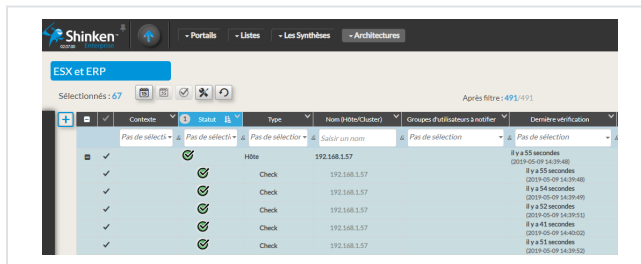 Shinken
Enterprise
Portails Listes Les Synthèses Architectures
ESX et ERP
Sélectionnés : 67
Après filtre : 491/491
Contexte 1 Statut Type Nom (Hôte/Cluster) Groupes d'utilisateurs à notifier Dernière vérification
Pas de sélecti Pas de sélecti Pas de sélection Saisir un nom Pas de sélection Pas de sélection
Hôte 192.168.1.57 il y a 55 secondes
(2019-05-09 14:39:48)
Check 192.168.1.57 il y a 55 secondes
(2019-05-09 14:39:48)
Check 192.168.1.57 il y a 54 secondes
(2019-05-09 14:39:49)
Check 192.168.1.57 il y a 52 secondes
(2019-05-09 14:39:51)
Check 192.168.1.57 il y a 41 secondes
(2019-05-09 14:40:02)
Check 192.168.1.57 il y a 51 secondes
(2019-05-09 14:39:52)